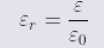 ε_r = ε / ε_0